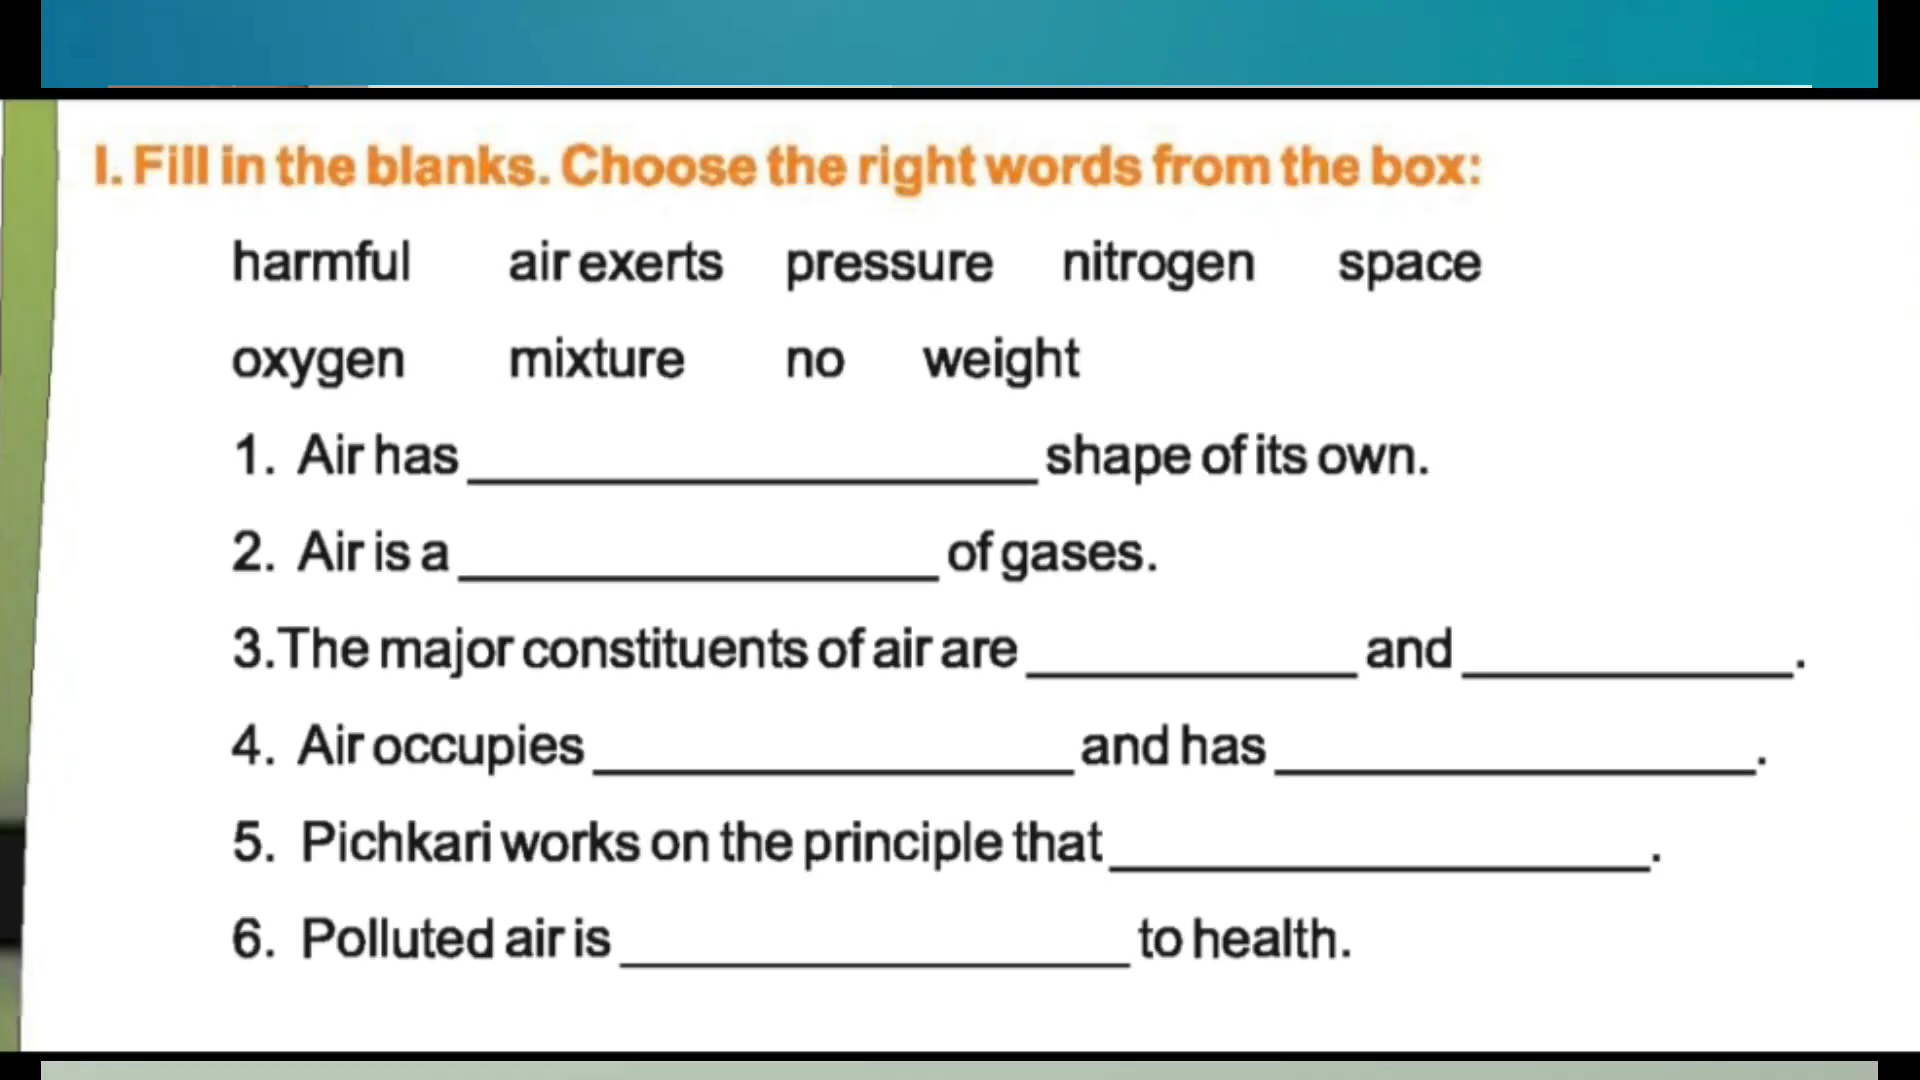 I. Fill in the blanks. Choose the right words from the box:
harmful air exerts pressure nitrogen space
oxygen mixture no weight
1. Air has ____________________ shape of its own.
2. Air is a ________________ of gases.
3.The major constituents of air are ___________ and ___________.
4. Air occupies ________________ and has ________________.
5. Pichkari works on the principle that __________________.
6. Polluted air is _________________ to health.